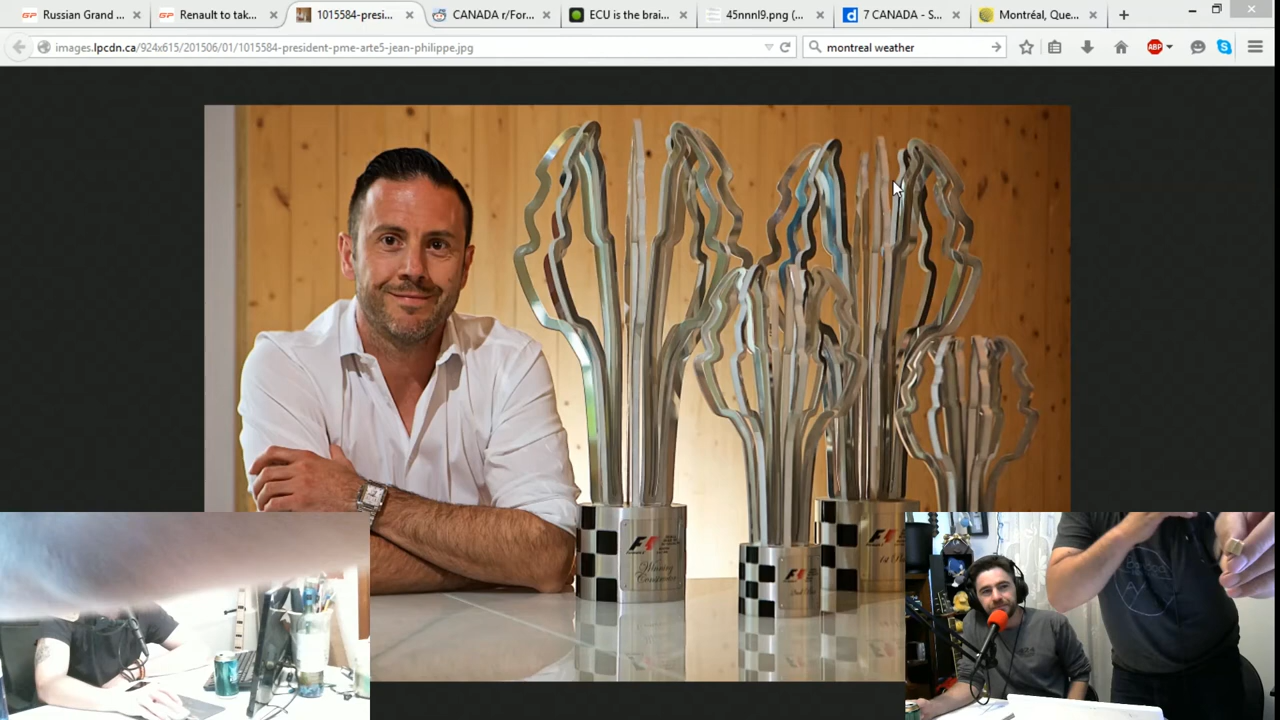 Russian Grand ...
Renault to tak...
1015584-presi...
CANADA r/For...
ECU is the brai...
45nnnl9.png (...
7 CANADA - S...
Montréal, Que...
images.lpcdn.ca/924x615/201506/01/1015584-president-pme-arte5-jean-philippe.jpg
montreal weather
ABP
F1
Winning
F1
F1